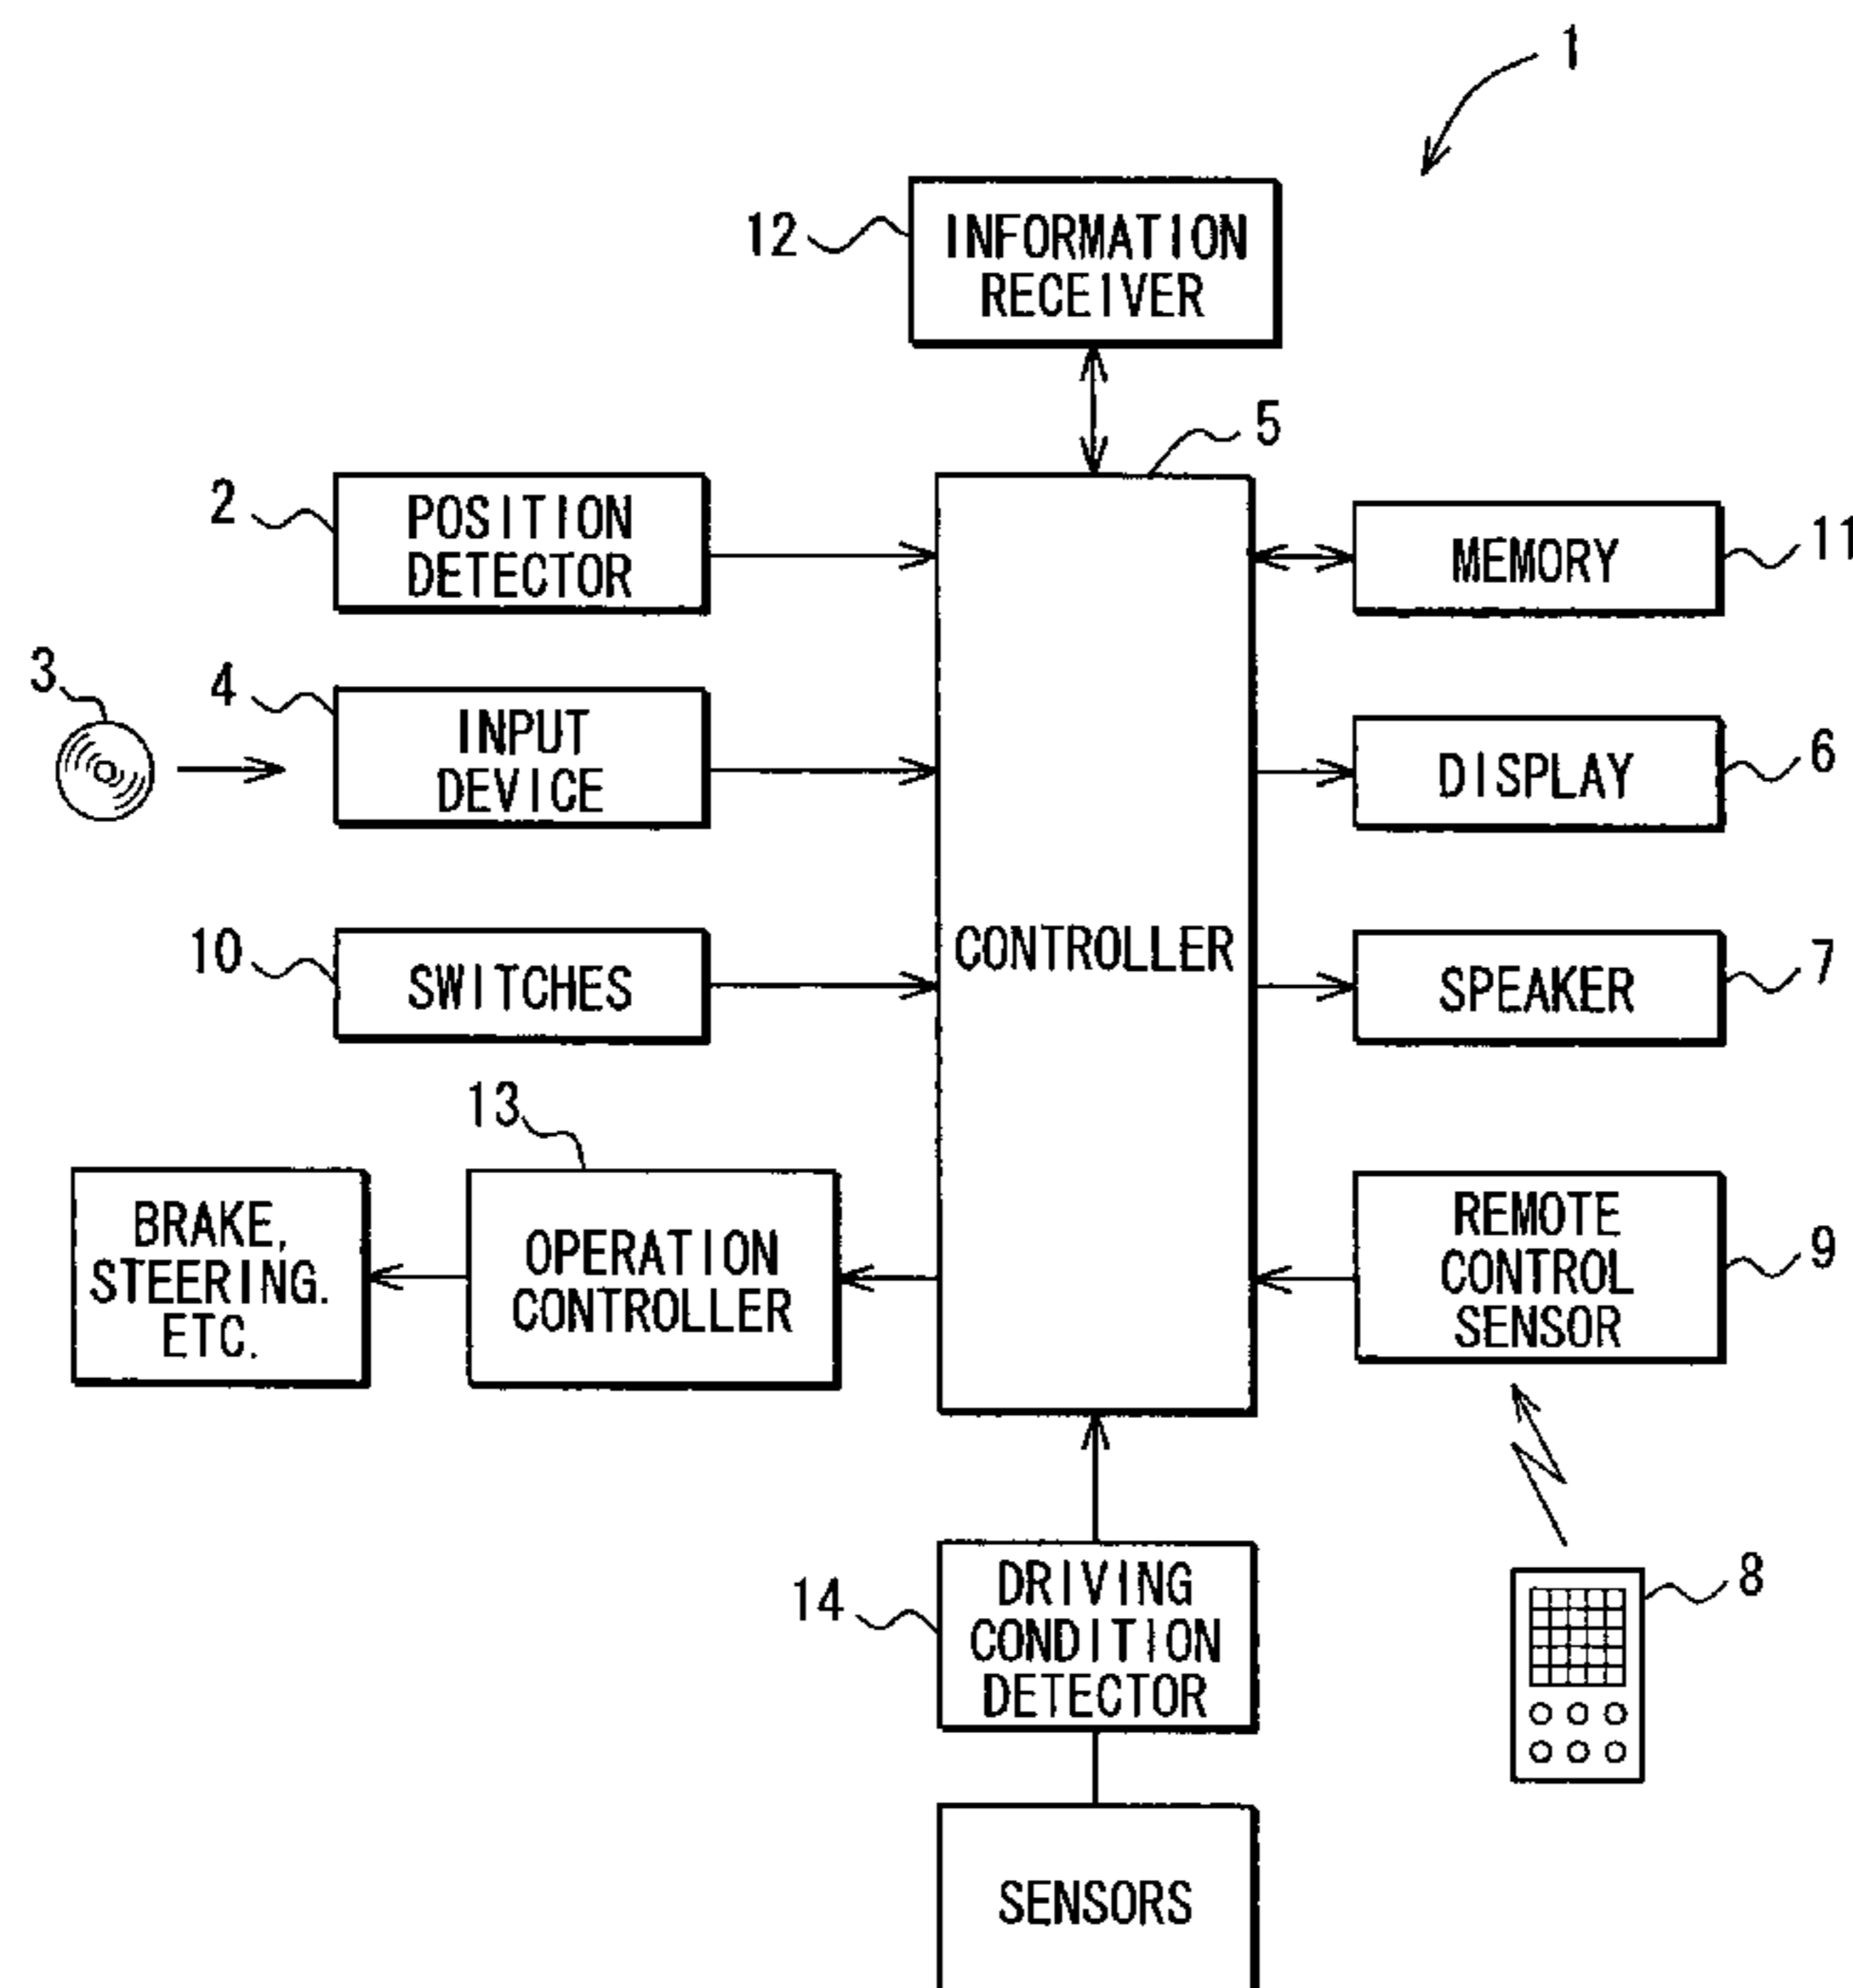 1
12
INFORMATION
RECEIVER
5
2
POSITION
DETECTOR
MEMORY
11
3
4
INPUT
DEVICE
DISPLAY
6
10
SWITCHES
CONTROLLER
SPEAKER
7
13
BRAKE,
STEERING.
ETC.
OPERATION
CONTROLLER
REMOTE
CONTROL
SENSOR
9
14
DRIVING
CONDITION
DETECTOR
8
SENSORS